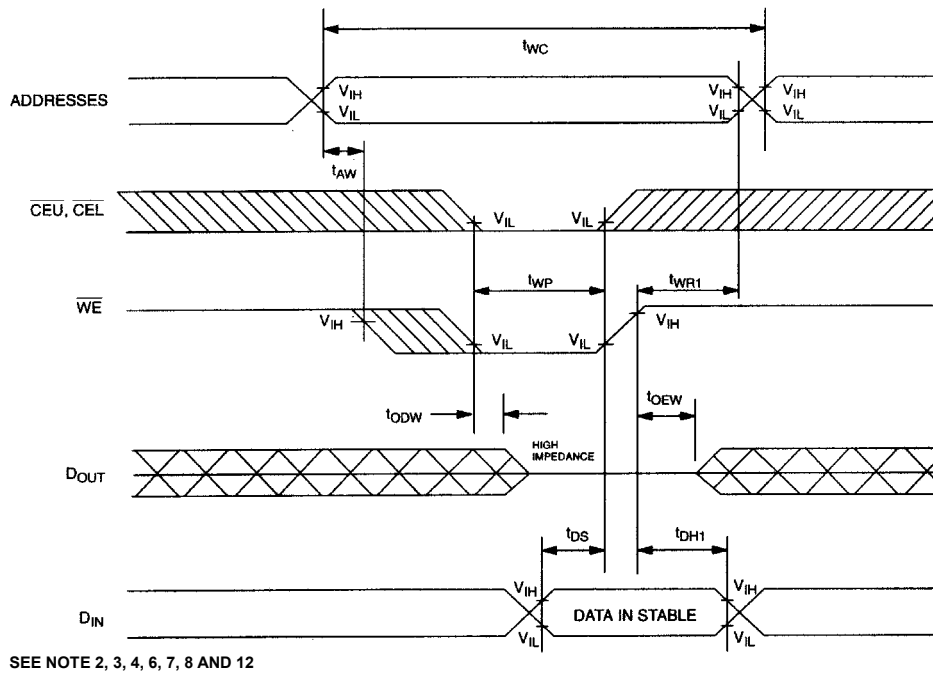 tWC
ADDRESSES
VIH VIH VIH
VIL VIL VIL
tAW
CEU, CEL
VIL VIL
tWP tWR1
WE
VIH VIH
VIL VIL
tODW tOEW
DOUT
HIGH
IMPEDANCE
tDS tDH1
VIH VIH
DIN
DATA IN STABLE
VIL VIL
SEE NOTE 2, 3, 4, 6, 7, 8 AND 12